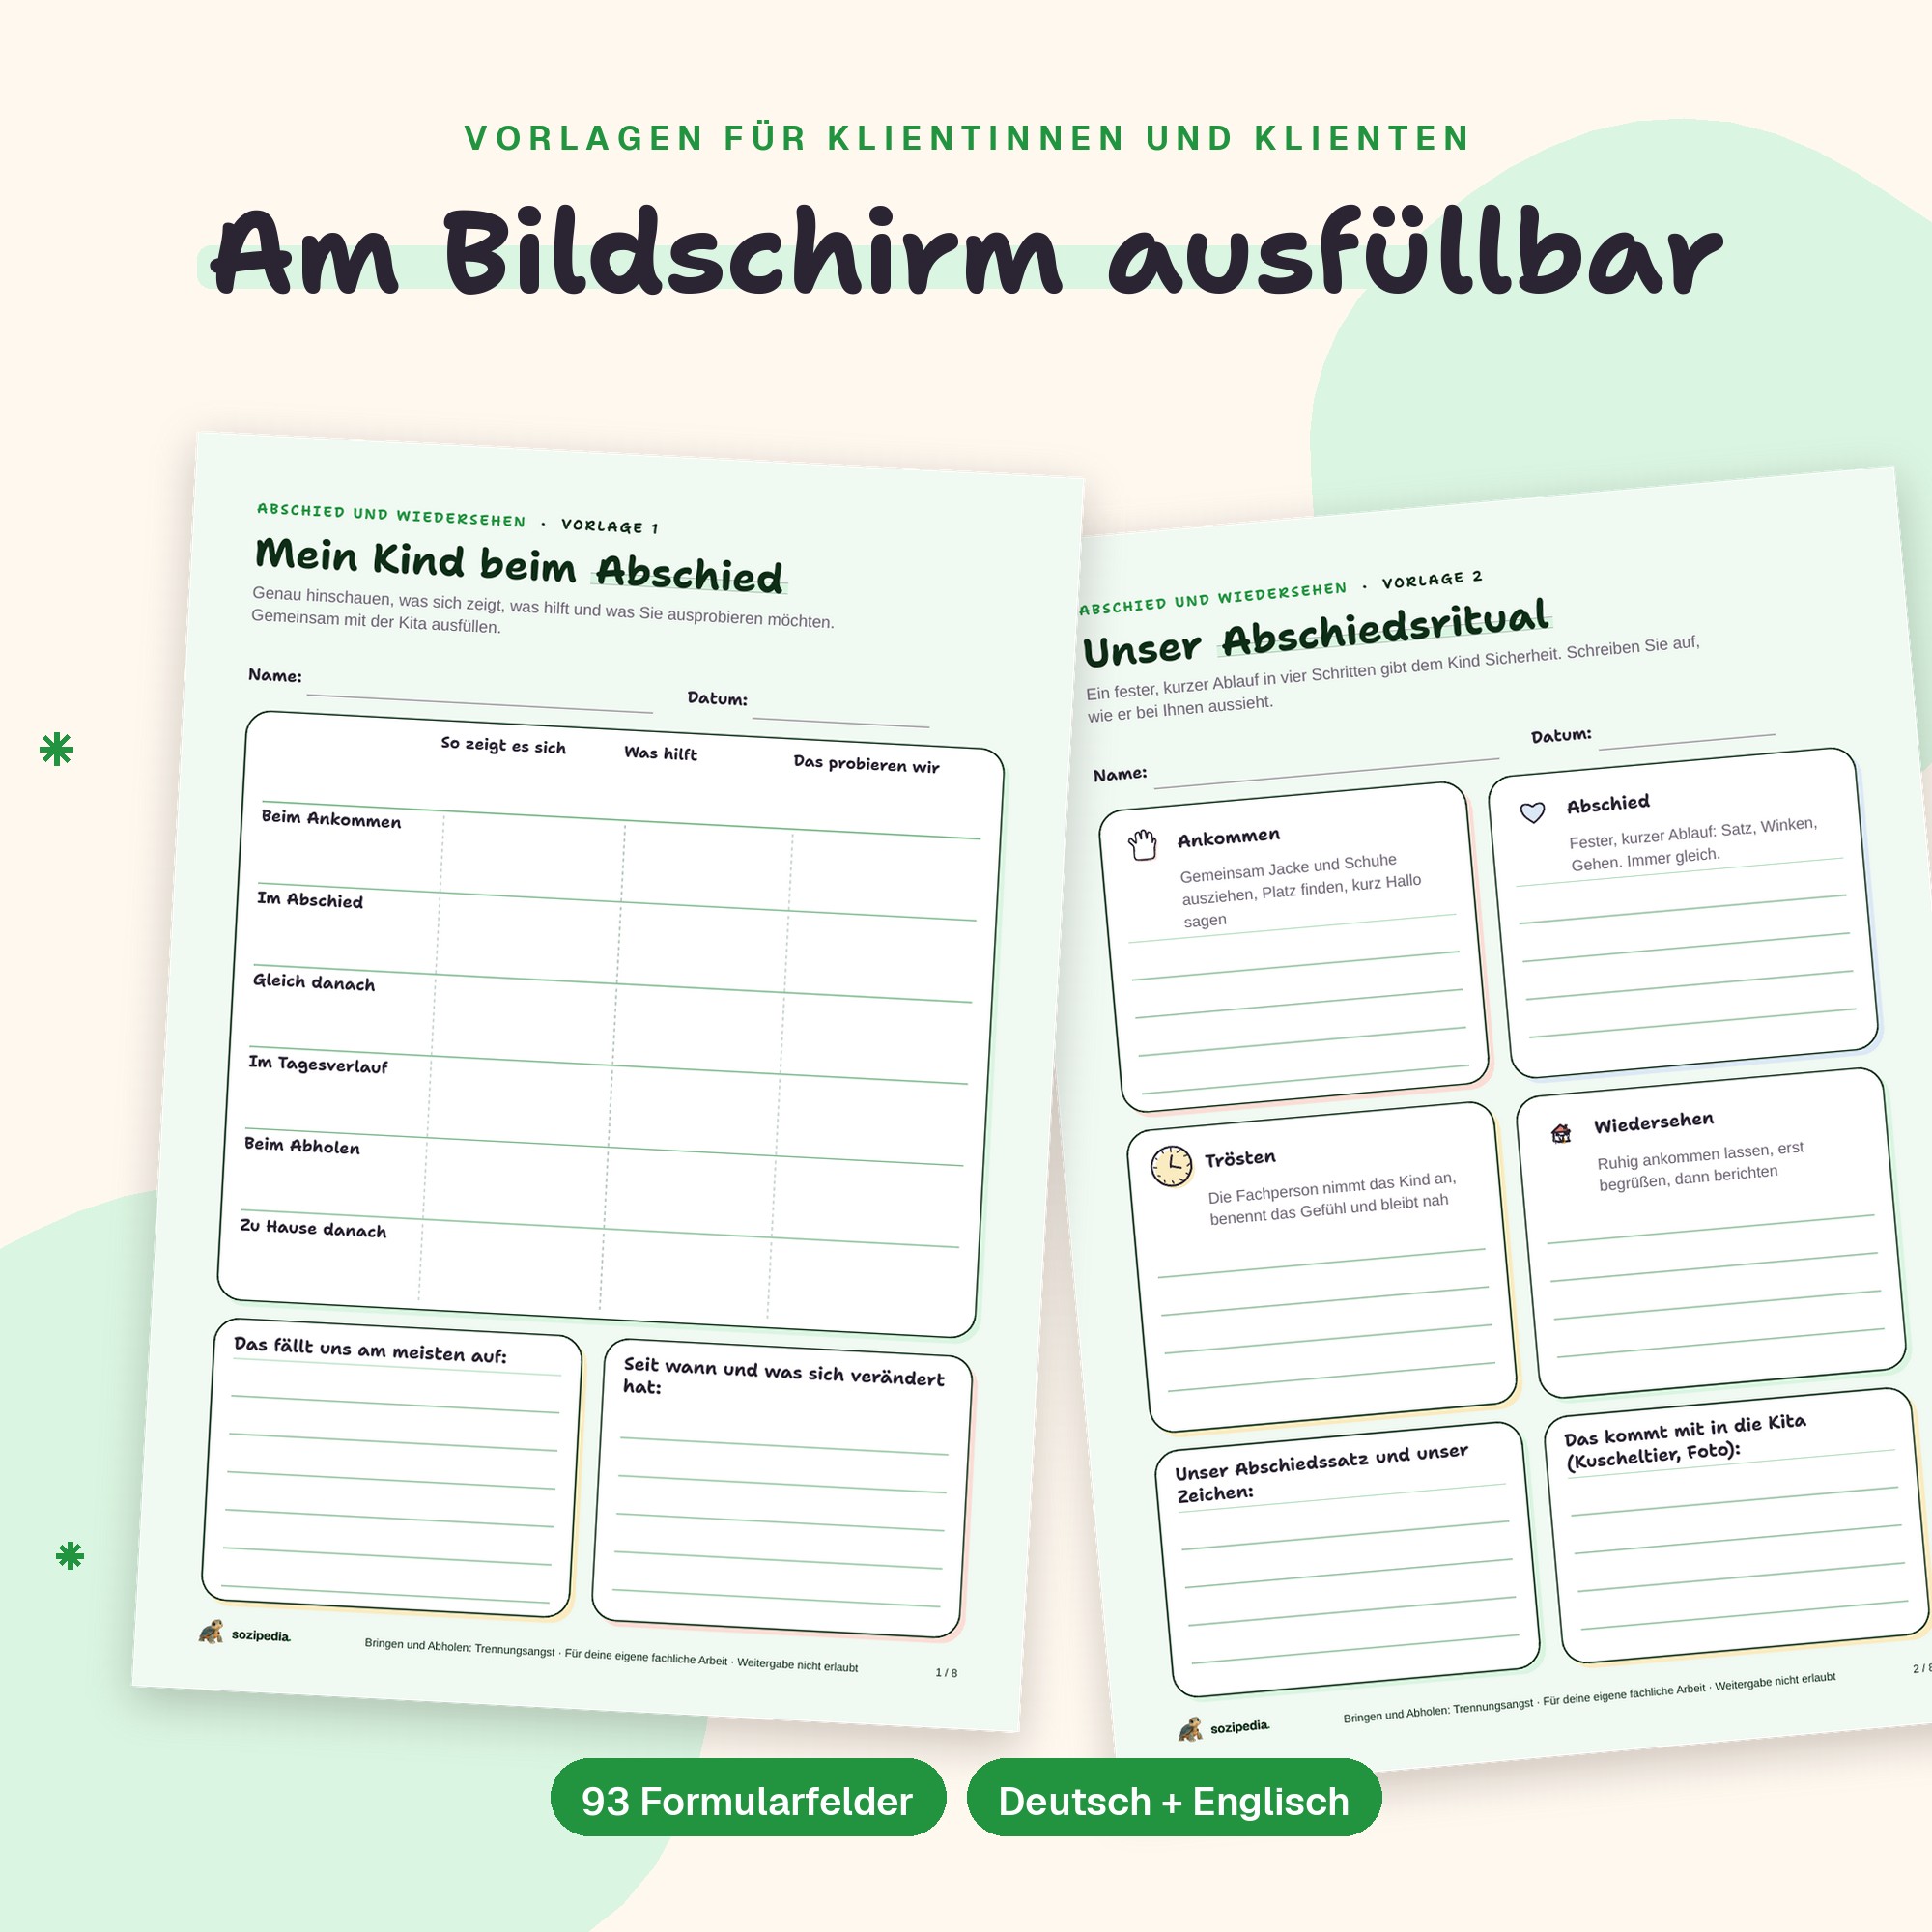 VORLAGEN FÜR KLIENTINNEN UND KLIENTEN
Am Bildschirm ausfüllbar
ABSCHIED UND WIEDERSEHEN · VORLAGE 1
Mein Kind beim Abschied
Genau hinschauen, was sich zeigt, was hilft und was Sie ausprobieren möchten.
Gemeinsam mit der Kita ausfüllen.
Name:
Datum:
So zeigt es sich
Was hilft
Das probieren wir
Beim Ankommen
Im Abschied
Gleich danach
Im Tagesverlauf
Beim Abholen
Zu Hause danach
Das fällt uns am meisten auf:
Seit wann und was sich verändert
hat:
sozipedia.
Bringen und Abholen: Trennungsangst · Für deine eigene fachliche Arbeit · Weitergabe nicht erlaubt
1 / 8
ABSCHIED UND WIEDERSEHEN · VORLAGE 2
Unser Abschiedsritual
Ein fester, kurzer Ablauf in vier Schritten gibt dem Kind Sicherheit. Schreiben Sie auf,
wie er bei Ihnen aussieht.
Name:
Datum:
Ankommen
Gemeinsam Jacke und Schuhe
ausziehen, Platz finden, kurz Hallo
sagen
Abschied
Fester, kurzer Ablauf: Satz, Winken,
Gehen. Immer gleich.
Trösten
Die Fachperson nimmt das Kind an,
benennt das Gefühl und bleibt nah
Wiedersehen
Ruhig ankommen lassen, erst
begrüßen, dann berichten
Unser Abschiedssatz und unser
Zeichen:
Das kommt mit in die Kita
(Kuscheltier, Foto):
sozipedia.
Bringen und Abholen: Trennungsangst · Für deine eigene fachliche Arbeit · Weitergabe nicht erlaubt
2 / 8
93 Formularfelder
Deutsch + Englisch